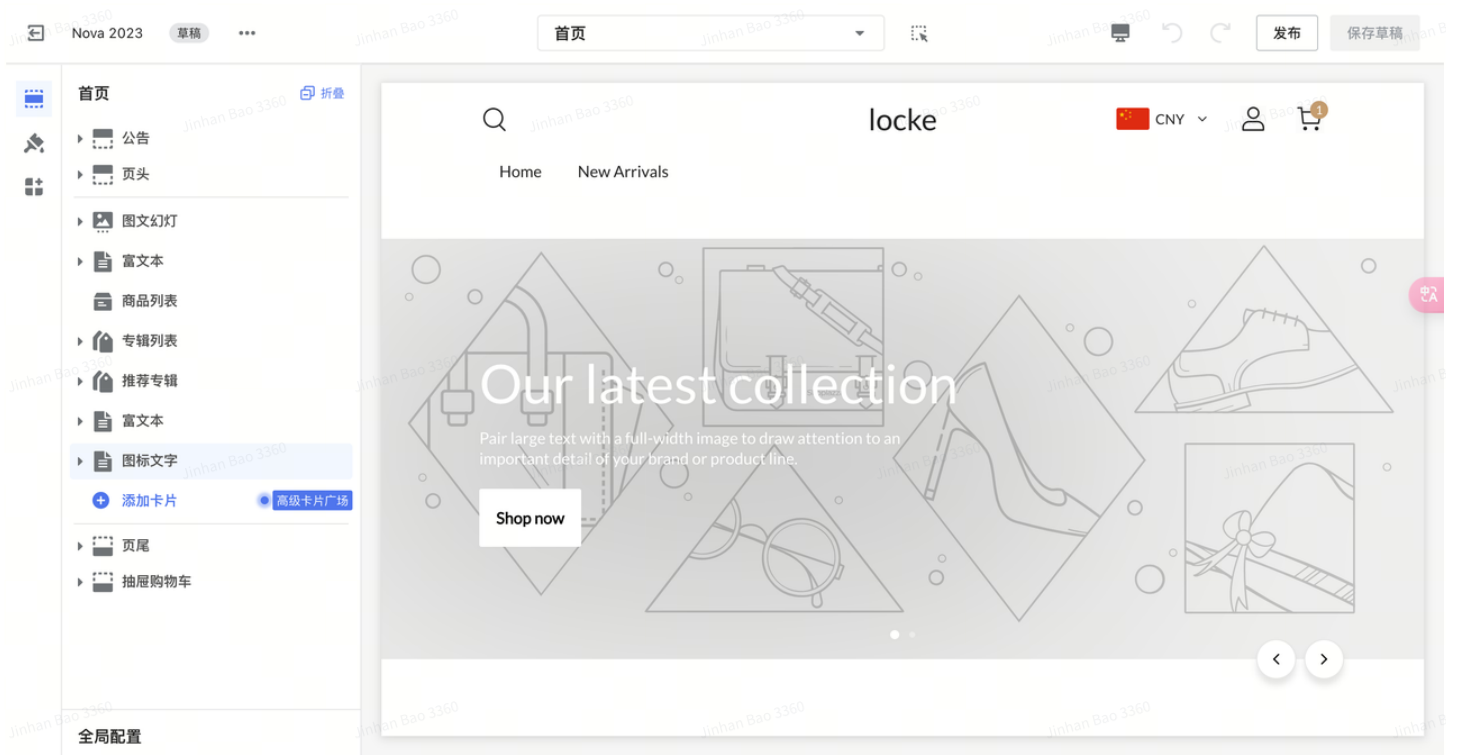 Nova 2023 草稿 首页 发布 保存草稿
首页 折叠
公告
页头
图文幻灯
富文本
商品列表
专辑列表
推荐专辑
富文本
图标文字
添加卡片 高级卡片广场
页尾
抽屉购物车
全局配置
locke CNY 1
Home New Arrivals
Our latest collection
Pair large text with a full-width image to draw attention to an
important detail of your brand or product line.
Shop now
中 A
Jinhan Bao 3360